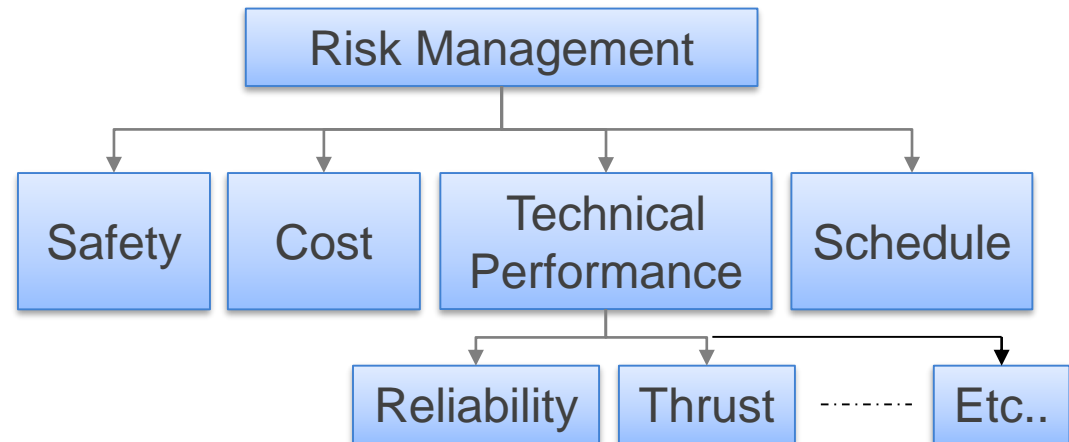 Risk Management
Safety
Cost
Technical
Performance
Schedule
Reliability
Thrust
Etc..